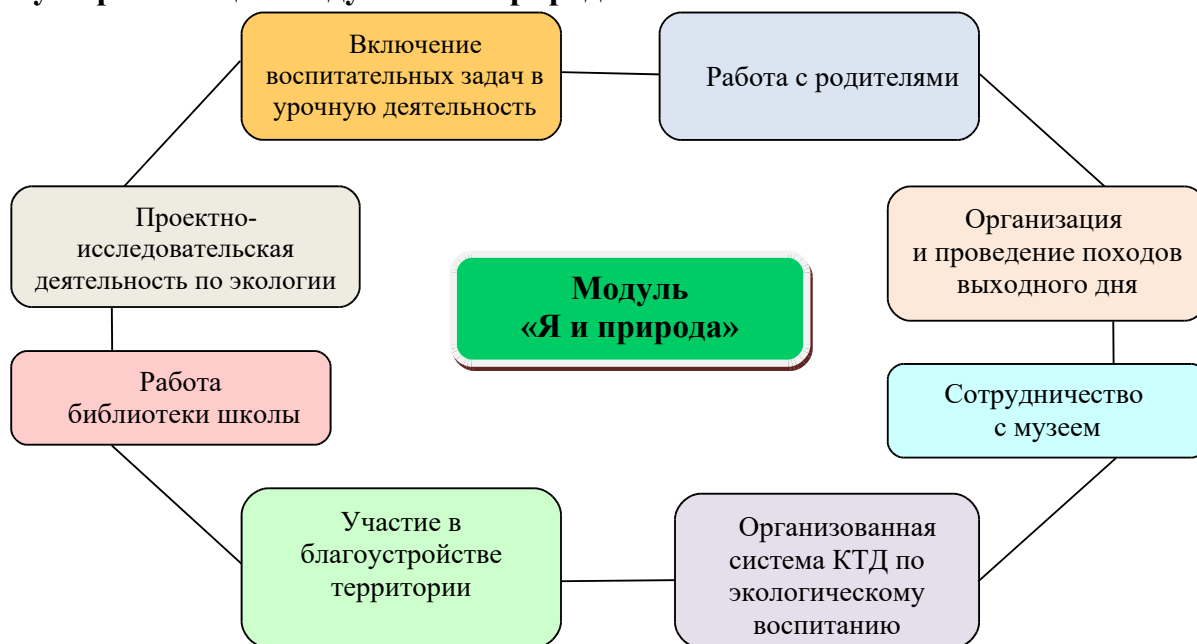 Включение
воспитательных задач в
урочную деятельность
Работа с родителями
Проектно-
исследовательская
деятельность по экологии
Организация
и проведение походов
выходного дня
Модуль
«Я и природа»
Работа
библиотеки школы
Сотрудничество
с музеем
Участие в
благоустройстве
территории
Организованная
система КТД по
экологическому
воспитанию